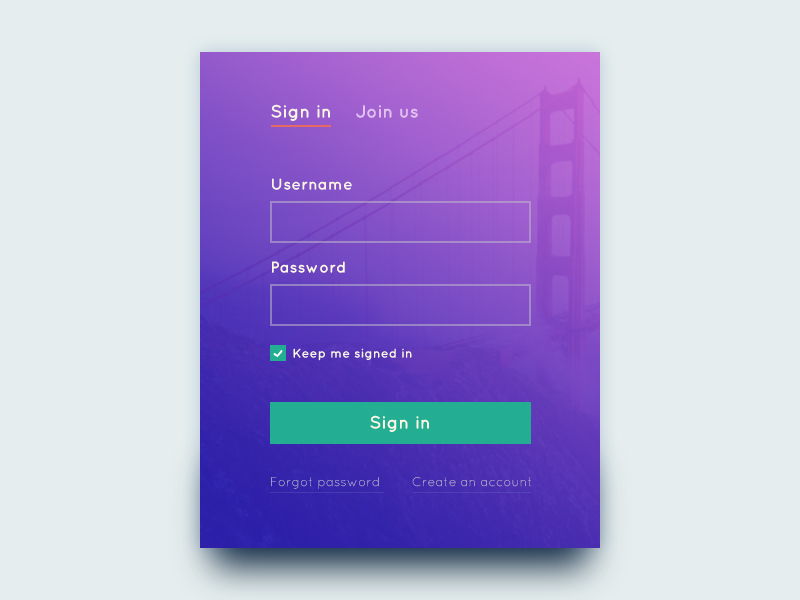 Sign in Join us
Username
Password
Keep me signed in
Sign in
Forgot password Create an account